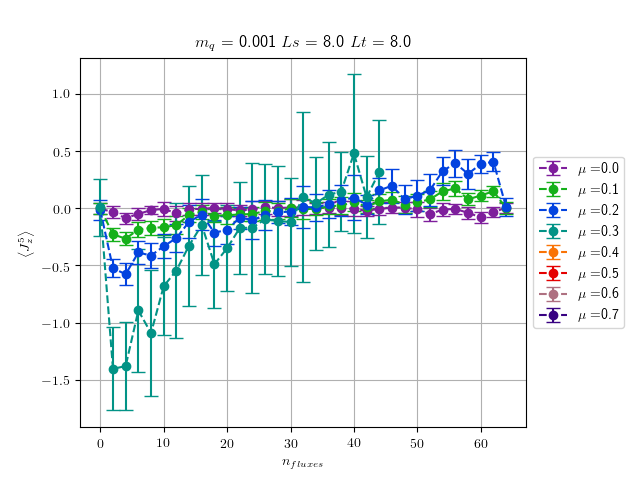 m_q = 0.001 Ls = 8.0 Lt = 8.0
⟨J_z^5⟩
1.0
0.5
0.0
−0.5
−1.0
−1.5
0 10 20 30 40 50 60
n_fluxes
μ =0.0
μ =0.1
μ =0.2
μ =0.3
μ =0.4
μ =0.5
μ =0.6
μ =0.7